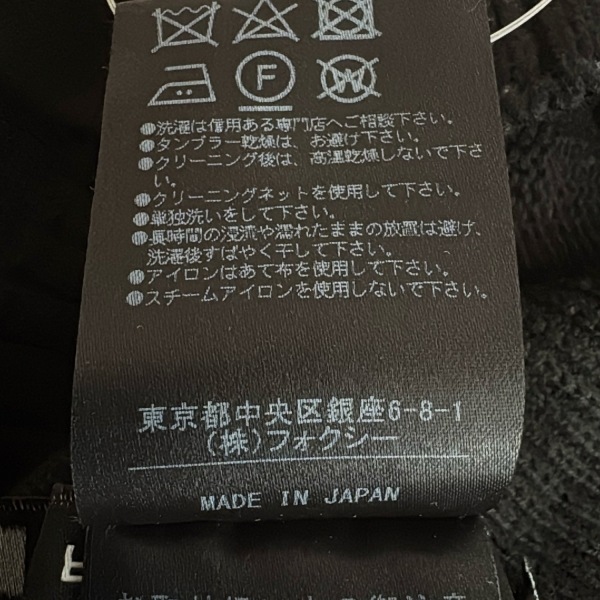 F
W
●洗濯は信用ある専門店へご相談下さい。
●タンブラー乾燥は、お避け下さい。
●クリーニング後は、高温乾燥しないで下さ
い。
●クリーニングネットを使用して下さい。
●単独洗いをして下さい。
●長時間の浸漬や濡れたままの放置は避け、
洗濯後すばやく干して下さい。
●アイロンはあて布を使用して下さい。
●スチームアイロンを使用しないで下さい。
東京都中央区銀座6-8-1
(株)フォクシー
MADE IN JAPAN